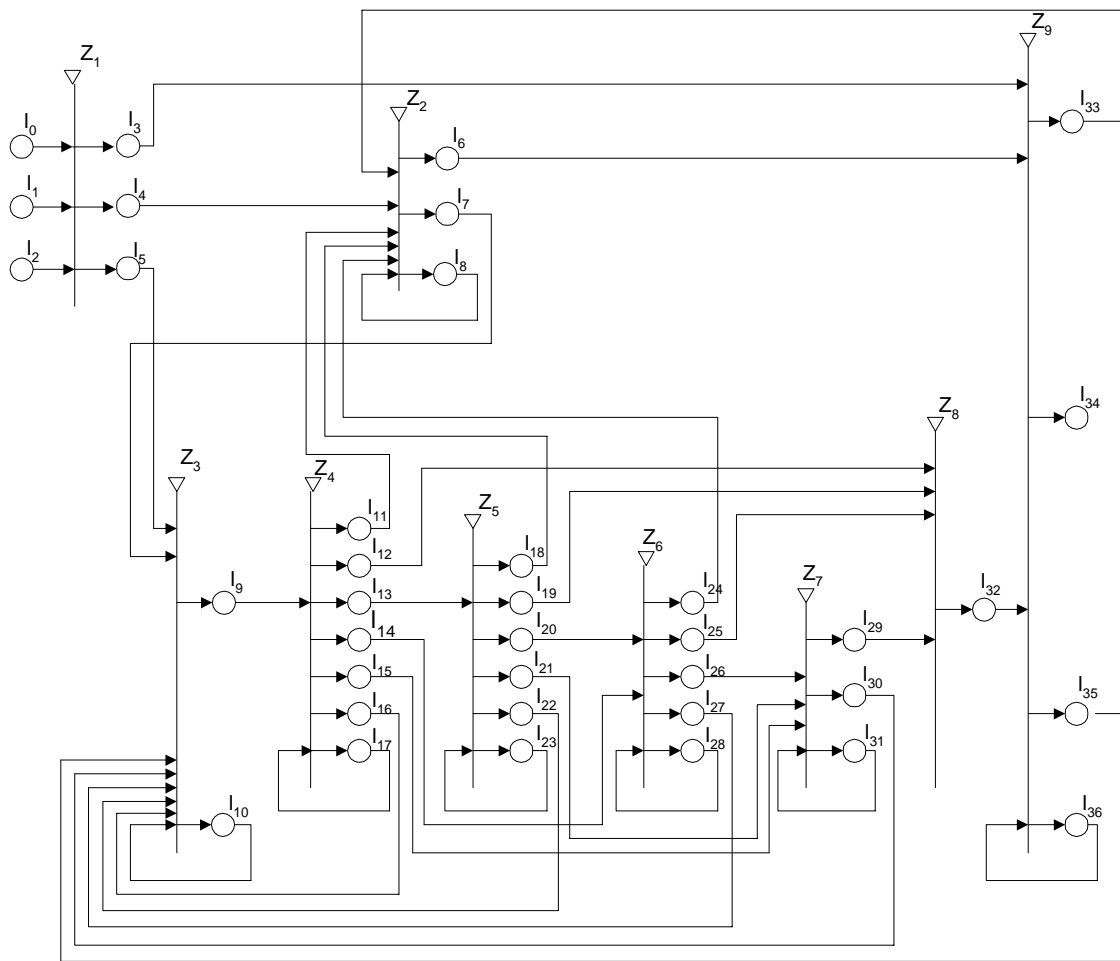 Z₉
Z₁
I₃₃
Z₂
I₀
I₃
I₆
I₁
I₄
I₇
I₂
I₅
I₈
I₃₄
Z₈
Z₃
Z₄
I₁₁
Z₅
I₁₂
I₁₈
Z₆
I₉
I₁₃
I₁₉
I₂₄
Z₇
I₃₂
I₁₄
I₂₀
I₂₅
I₂₉
I₁₅
I₂₁
I₂₆
I₃₀
I₁₆
I₂₂
I₂₇
I₃₅
I₁₇
I₂₃
I₂₈
I₃₁
I₁₀
I₃₆